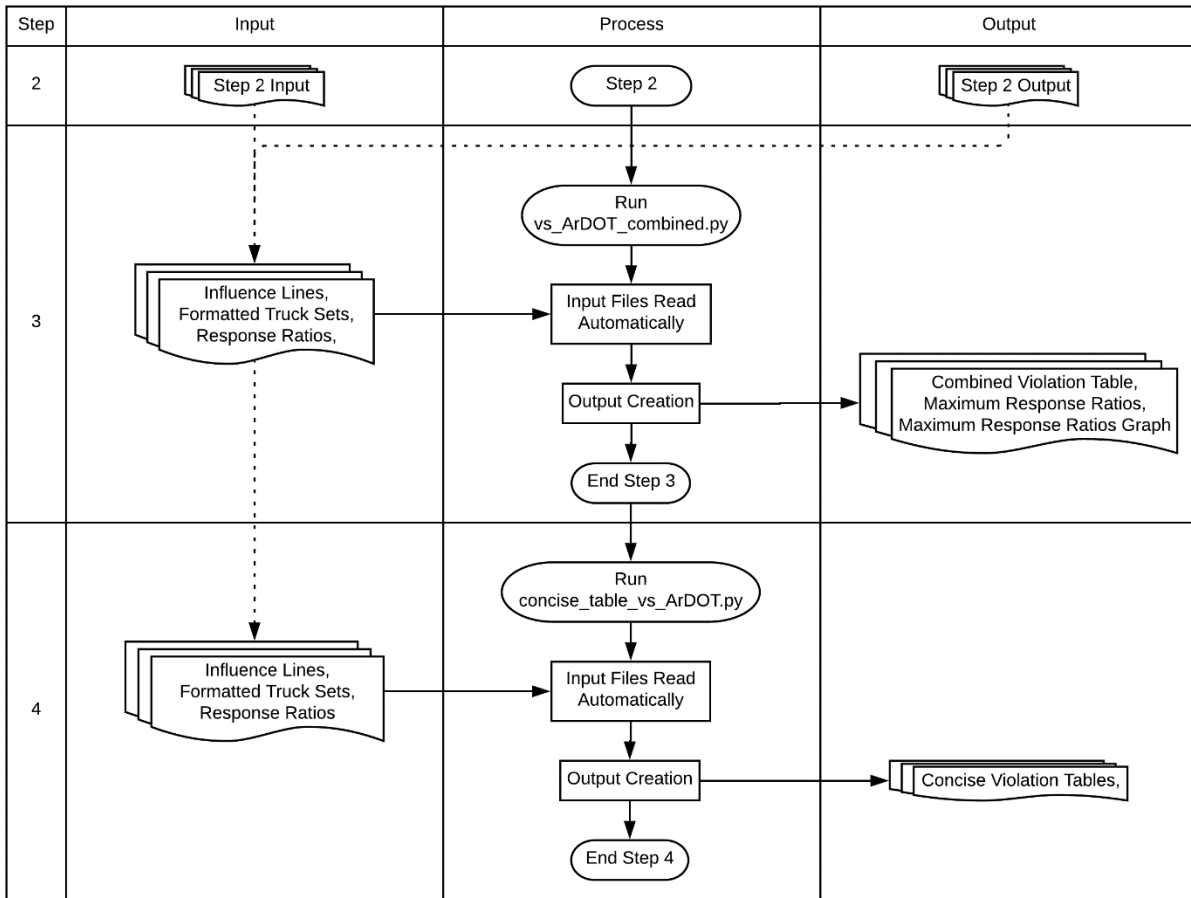 Step
Input
Process
Output
2
Step 2 Input
Step 2
Step 2 Output
3
Run
vs_ArDOT_combined.py
Influence Lines,
Formatted Truck Sets,
Response Ratios,
Input Files Read
Automatically
Output Creation
Combined Violation Table,
Maximum Response Ratios,
Maximum Response Ratios Graph
End Step 3
4
Run
concise_table_vs_ArDOT.py
Influence Lines,
Formatted Truck Sets,
Response Ratios
Input Files Read
Automatically
Output Creation
Concise Violation Tables,
End Step 4